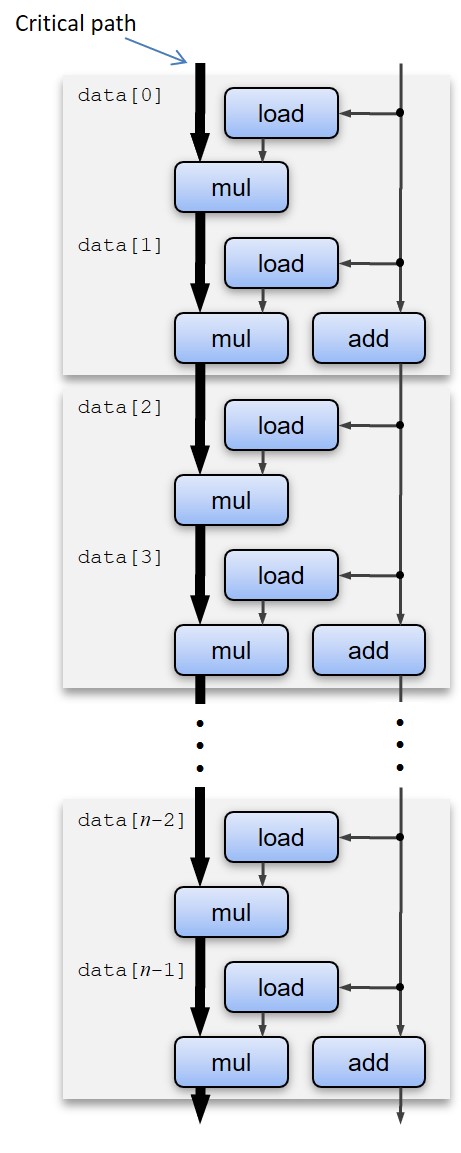 Critical path
data[0]
load
mul
data[1]
load
mul add
data[2]
load
mul
data[3]
load
mul add
data[n-2]
load
mul
data[n-1]
load
mul add